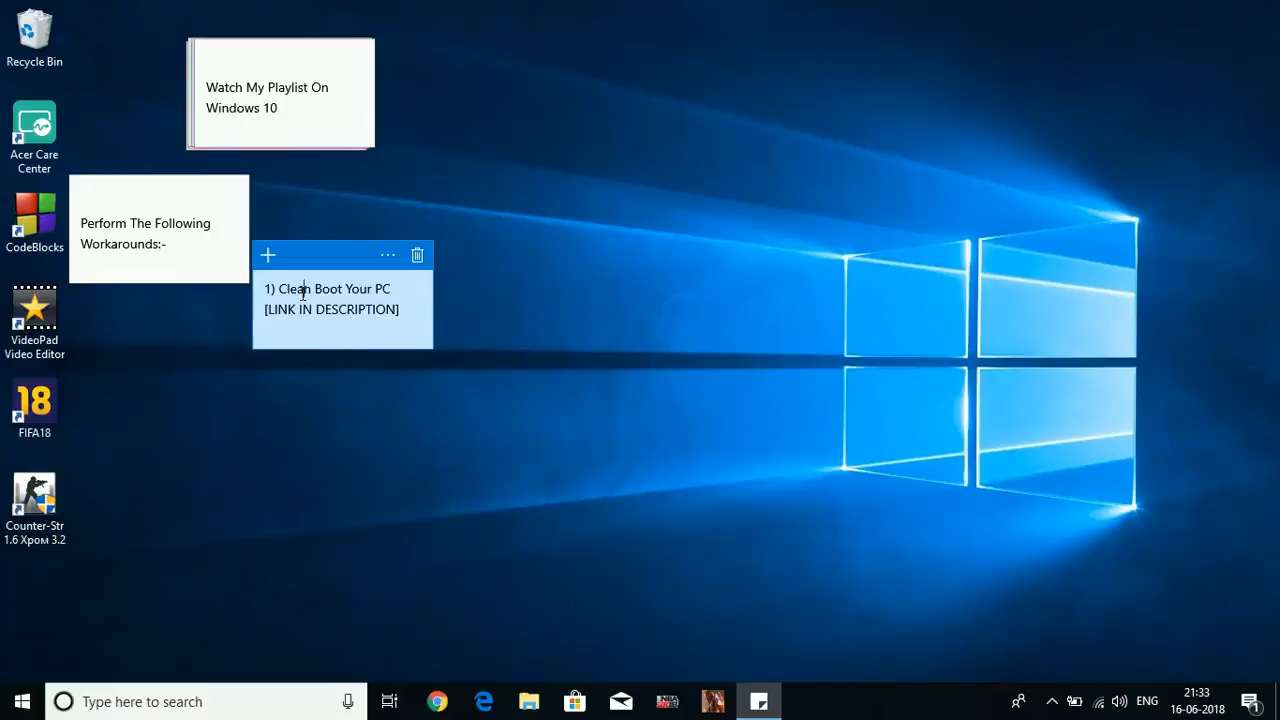 Recycle Bin
Acer Care
Center
CodeBlocks
VideoPad
Video Editor
18
FIFA18
Counter-Str
1.6 Хром 3.2
Watch My Playlist On
Windows 10
Perform The Following
Workarounds:-
1) Clean Boot Your PC
[LINK IN DESCRIPTION]
Type here to search
ENG
21:33
16-06-2018
1